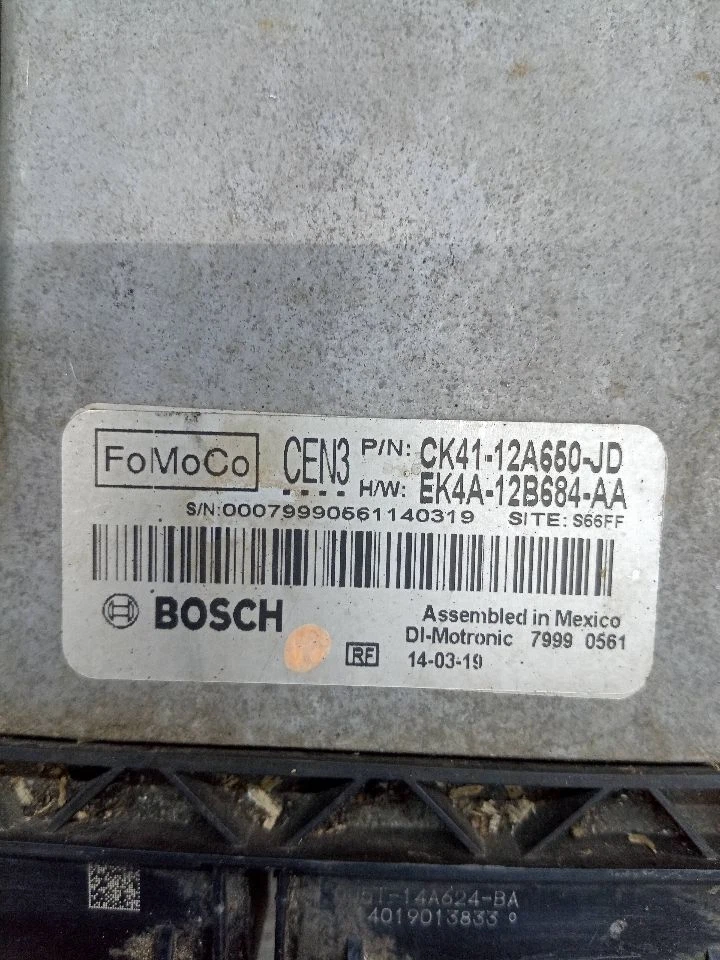 FoMoCo CEN3 P/N: CK41-12A650-JD
H/W: EK4A-12B684-AA
S/N:00079990561140319 SITE: S66FF
BOSCH
Assembled in Mexico
DI-Motronic 7999 0561
RF 14-03-19
14A624-BA
4019013833